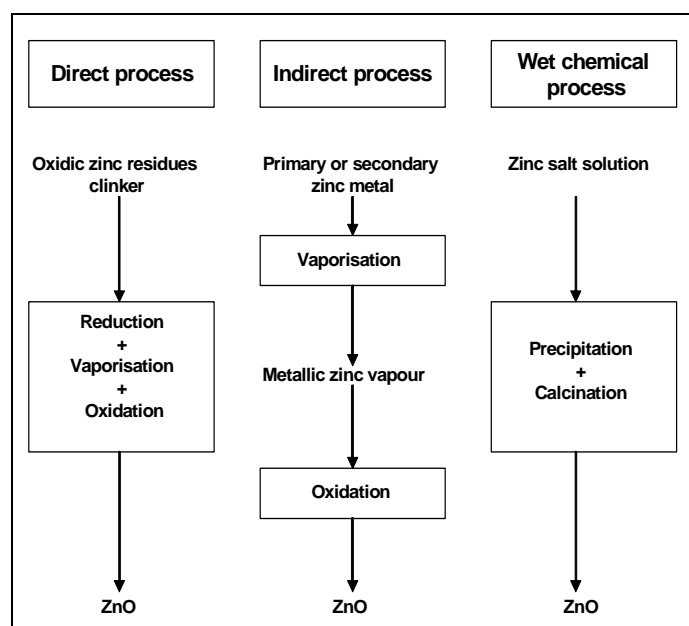 Direct process
Indirect process
Wet chemical
process
Oxidic zinc residues
clinker
Primary or secondary
zinc metal
Zinc salt solution
Vaporisation
Reduction
+
Vaporisation
+
Oxidation
Metallic zinc vapour
Precipitation
+
Calcination
Oxidation
ZnO
ZnO
ZnO